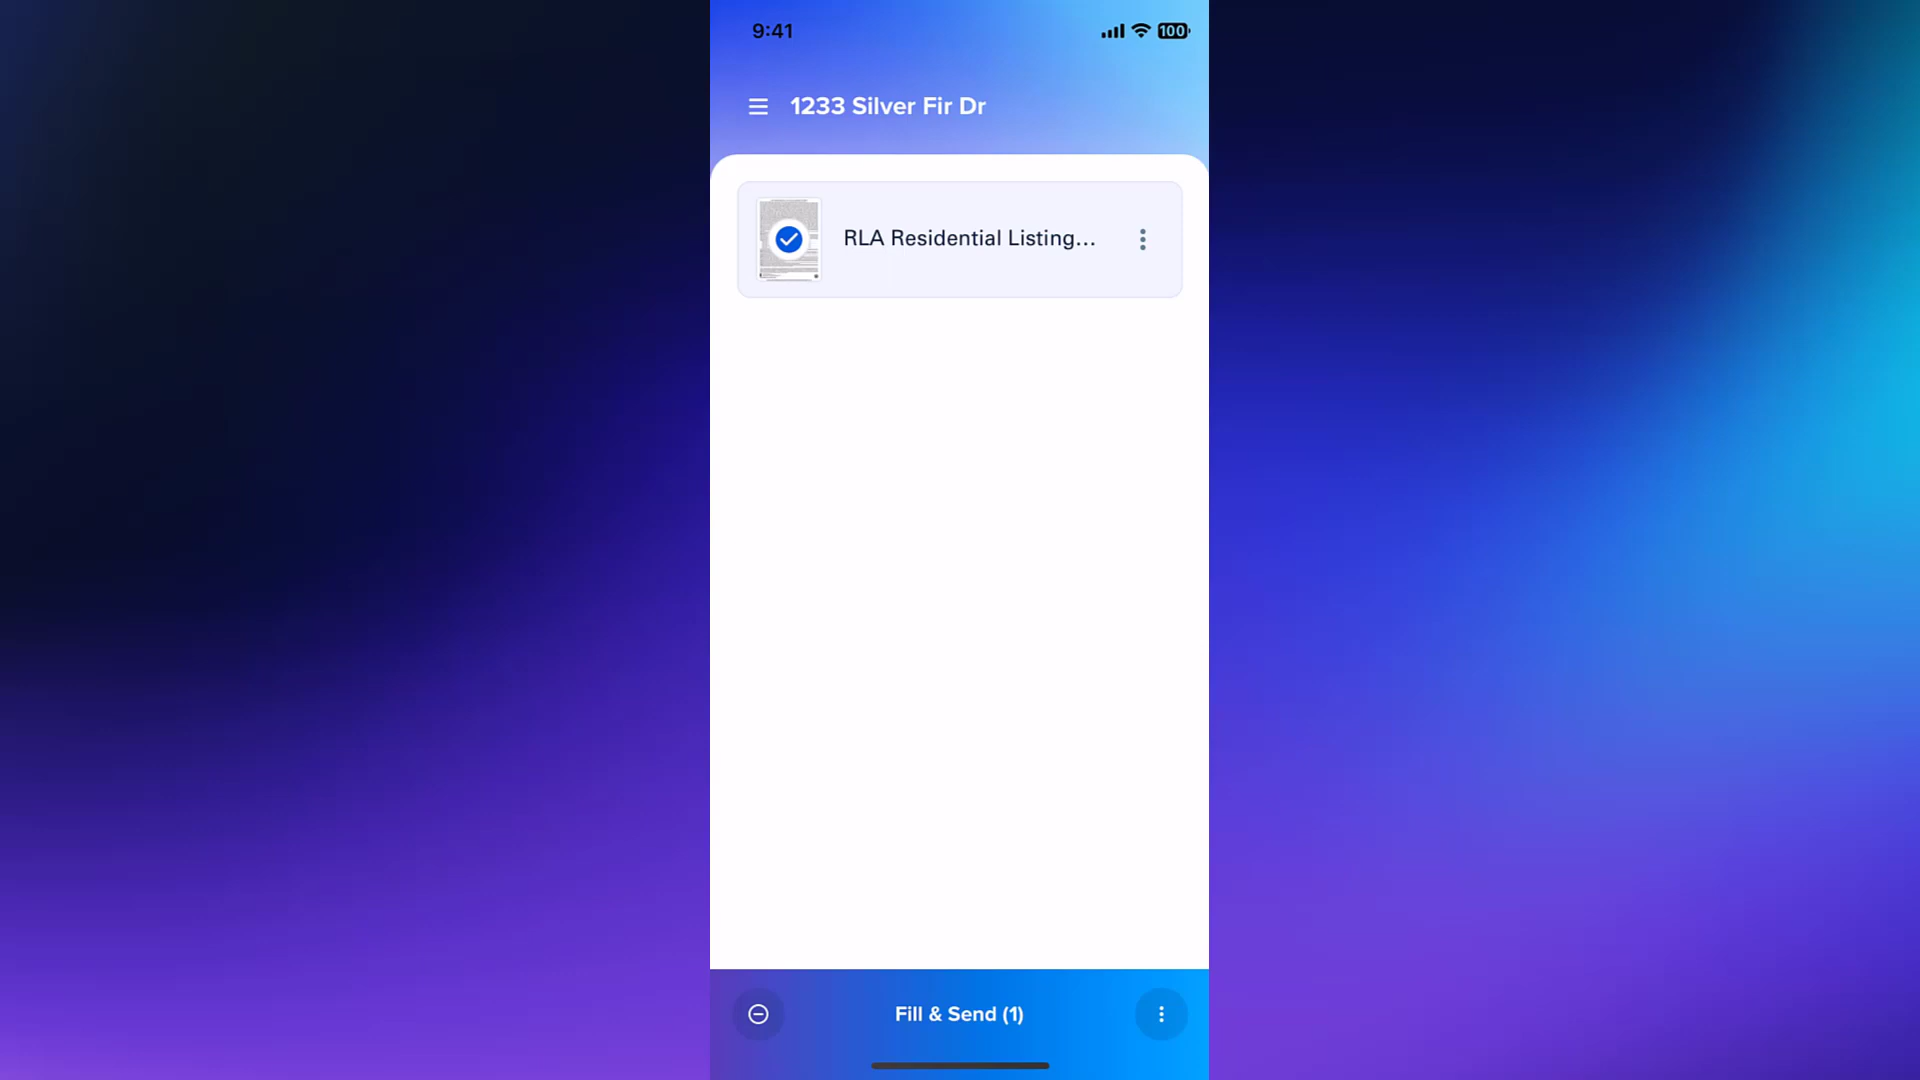 9:41
100
1233 Silver Fir Dr
RLA Residential Listing...
Fill & Send (1)